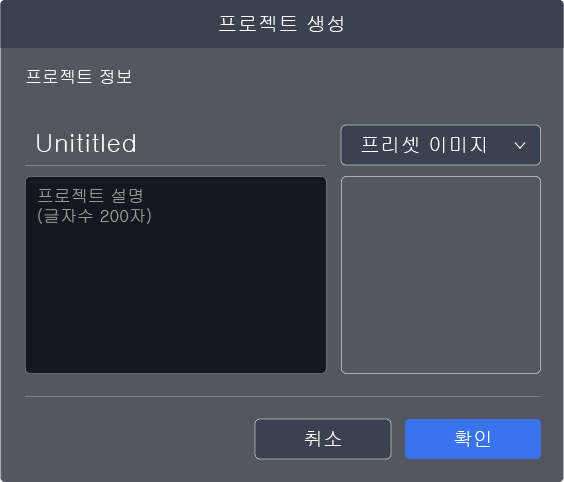 프로젝트 생성
프로젝트 정보
Unititled
프리셋 이미지
프로젝트 설명
(글자수 200자)
취소
확인